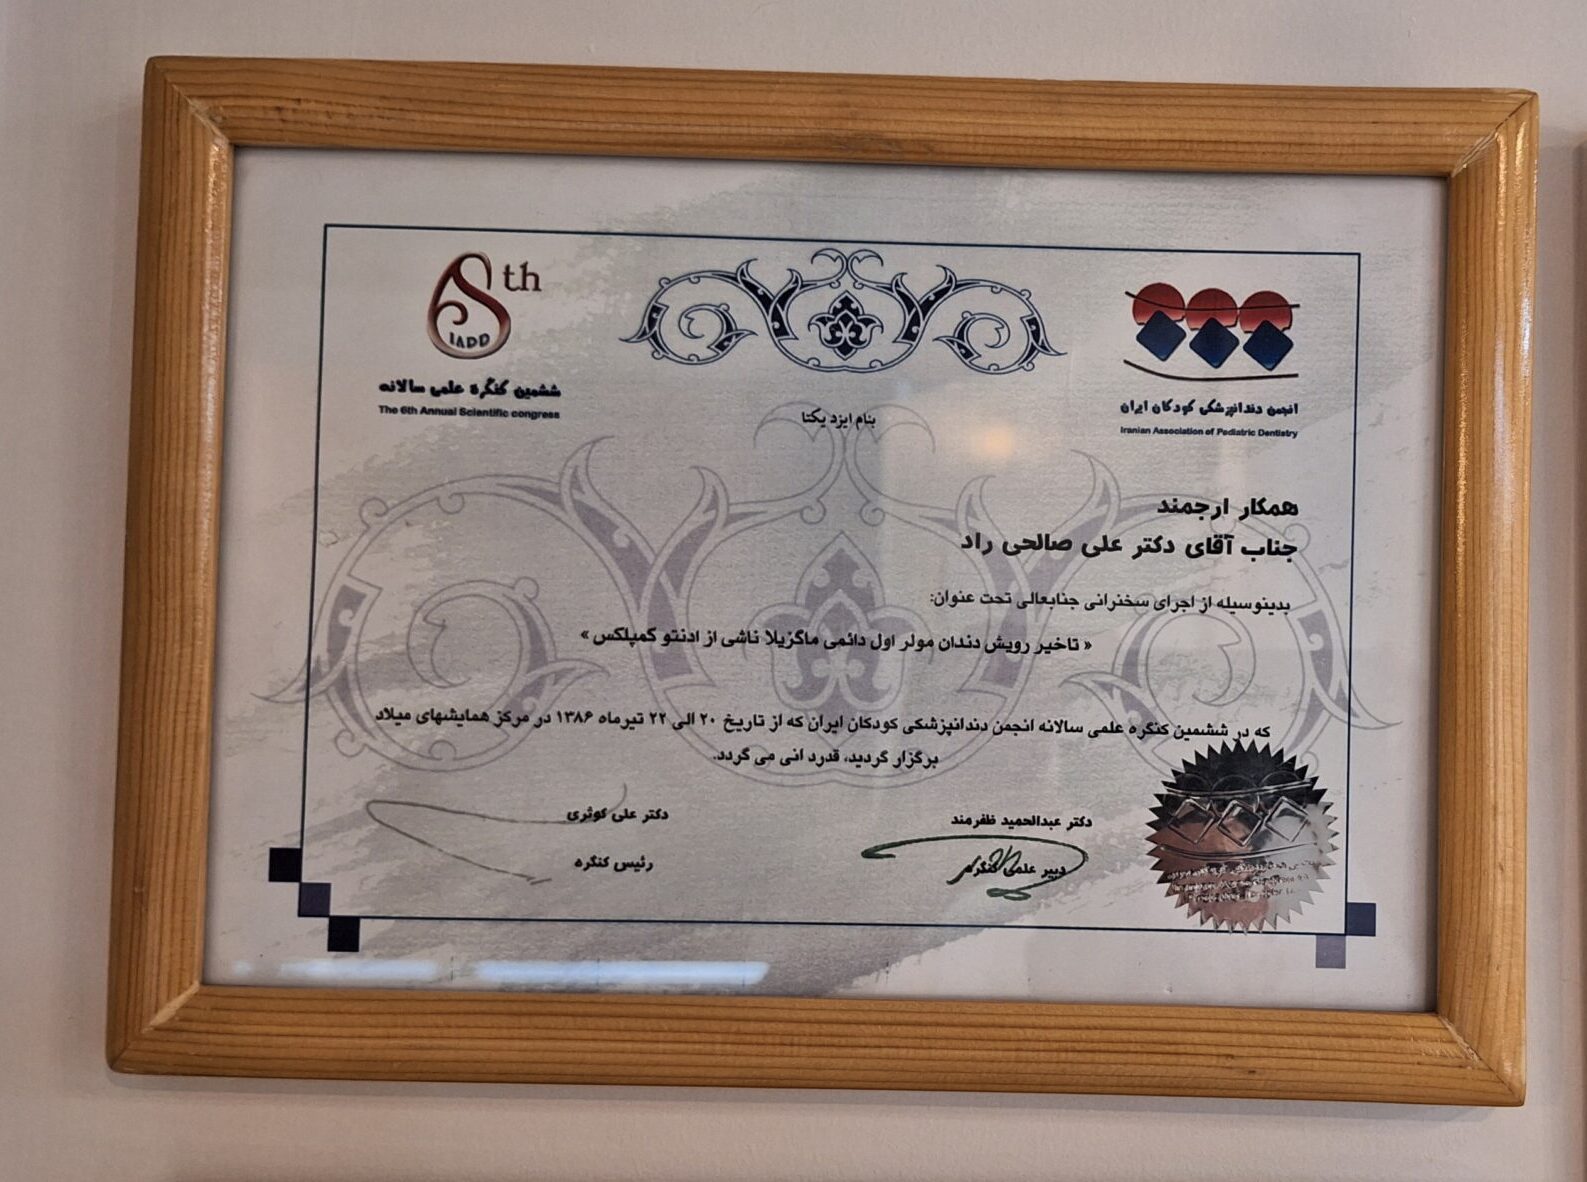 6th
IAPD
ششمین کنگره علمی سالانه
The 6th Annual Scientific congress
انجمن دندانپزشکی کودکان ایران
Iranian Association of Pediatric Dentistry
بنام ایزد یکتا
همکار ارجمند
جناب آقای دکتر علی صالحی راد
بدینوسیله از اجرای سخنرانی جنابعالی تحت عنوان:
« تاخیر رویش دندان مولر اول دائمی ماگزیلا ناشی از ادنتو کمپلکس »
که در ششمین کنگره علمی سالانه انجمن دندانپزشکی کودکان ایران که از تاریخ ۲۰ الی ۲۲ تیرماه ۱۳۸۶ در مرکز همایشهای میلاد
برگزار گردید، قدرد انی می گردد.
دکتر عبدالحمید ظفرمند
دبیر علمی کنگره
دکتر علی کوثری
رئیس کنگره